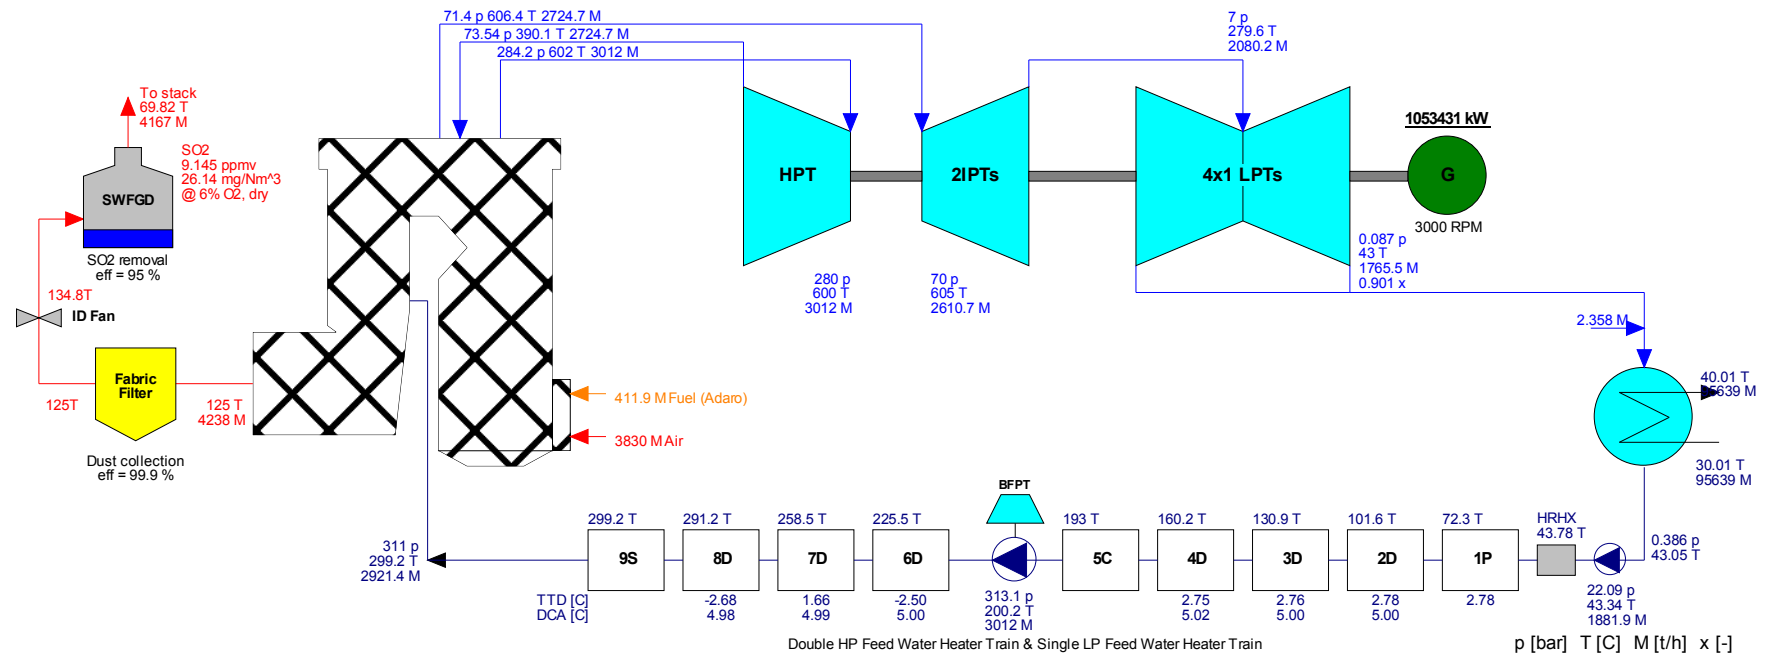 71.4 p 606.4 T 2724.7 M
73.54 p 390.1 T 2724.7 M
284.2 p 602 T 3012 M
7 p
279.6 T
2080.2 M
To stack
69.82 T
4167 M
SO2
9.145 ppmv
26.14 mg/Nm^3
@ 6% O2, dry
SWFGD
SO2 removal
eff = 95 %
134.8T
ID Fan
Fabric
Filter
125T
125 T
4238 M
Dust collection
eff = 99.9 %
HPT
2IPTs
4x1 LPTs
1053431 kW
G
3000 RPM
280 p
600 T
3012 M
70 p
605 T
2610.7 M
0.087 p
43 T
1765.5 M
0.901 x
2.358 M
411.9 M Fuel (Adaro)
3830 M Air
40.01 T
95639 M
30.01 T
95639 M
0.386 p
43.05 T
BFPT
299.2 T
291.2 T
258.5 T
225.5 T
193 T
160.2 T
130.9 T
101.6 T
72.3 T
HRHX
43.78 T
311 p
299.2 T
2921.4 M
9S
8D
7D
6D
5C
4D
3D
2D
1P
TTD [C]
-2.68
1.66
-2.50
2.75
2.76
2.78
2.78
DCA [C]
4.98
4.99
5.00
5.02
5.00
5.00
313.1 p
200.2 T
3012 M
22.09 p
43.34 T
1881.9 M
Double HP Feed Water Heater Train & Single LP Feed Water Heater Train
p [bar] T [C] M [t/h] x [-]